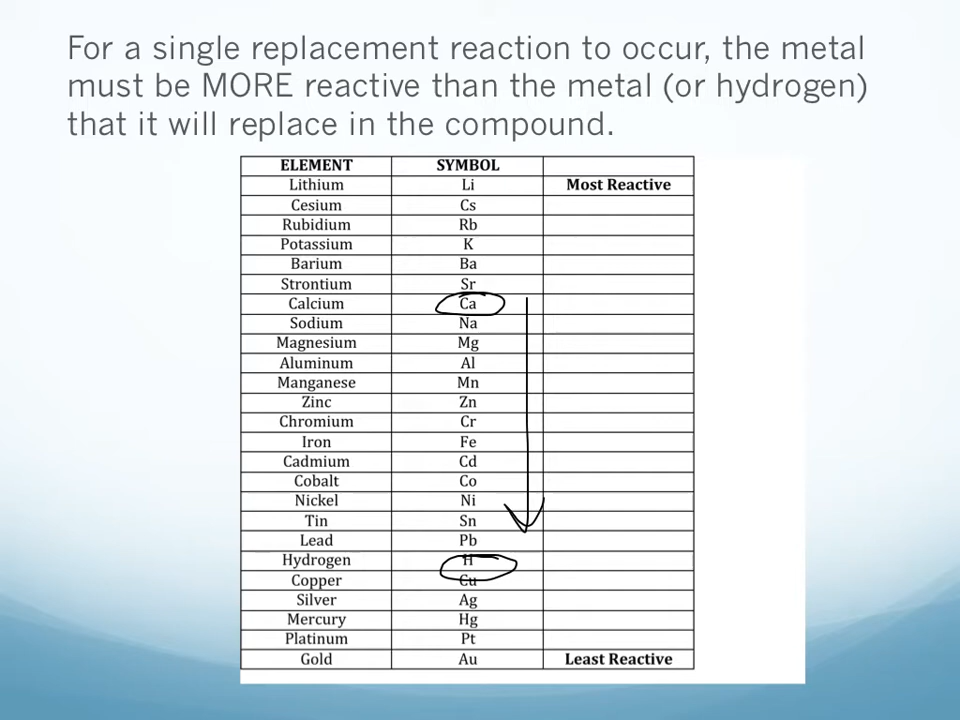 For a single replacement reaction to occur, the metal
must be MORE reactive than the metal (or hydrogen)
that it will replace in the compound.
ELEMENT SYMBOL
Lithium Li Most Reactive
Cesium Cs
Rubidium Rb
Potassium K
Barium Ba
Strontium Sr
Calcium Ca
Sodium Na
Magnesium Mg
Aluminum Al
Manganese Mn
Zinc Zn
Chromium Cr
Iron Fe
Cadmium Cd
Cobalt Co
Nickel Ni
Tin Sn
Lead Pb
Hydrogen H
Copper Cu
Silver Ag
Mercury Hg
Platinum Pt
Gold Au Least Reactive